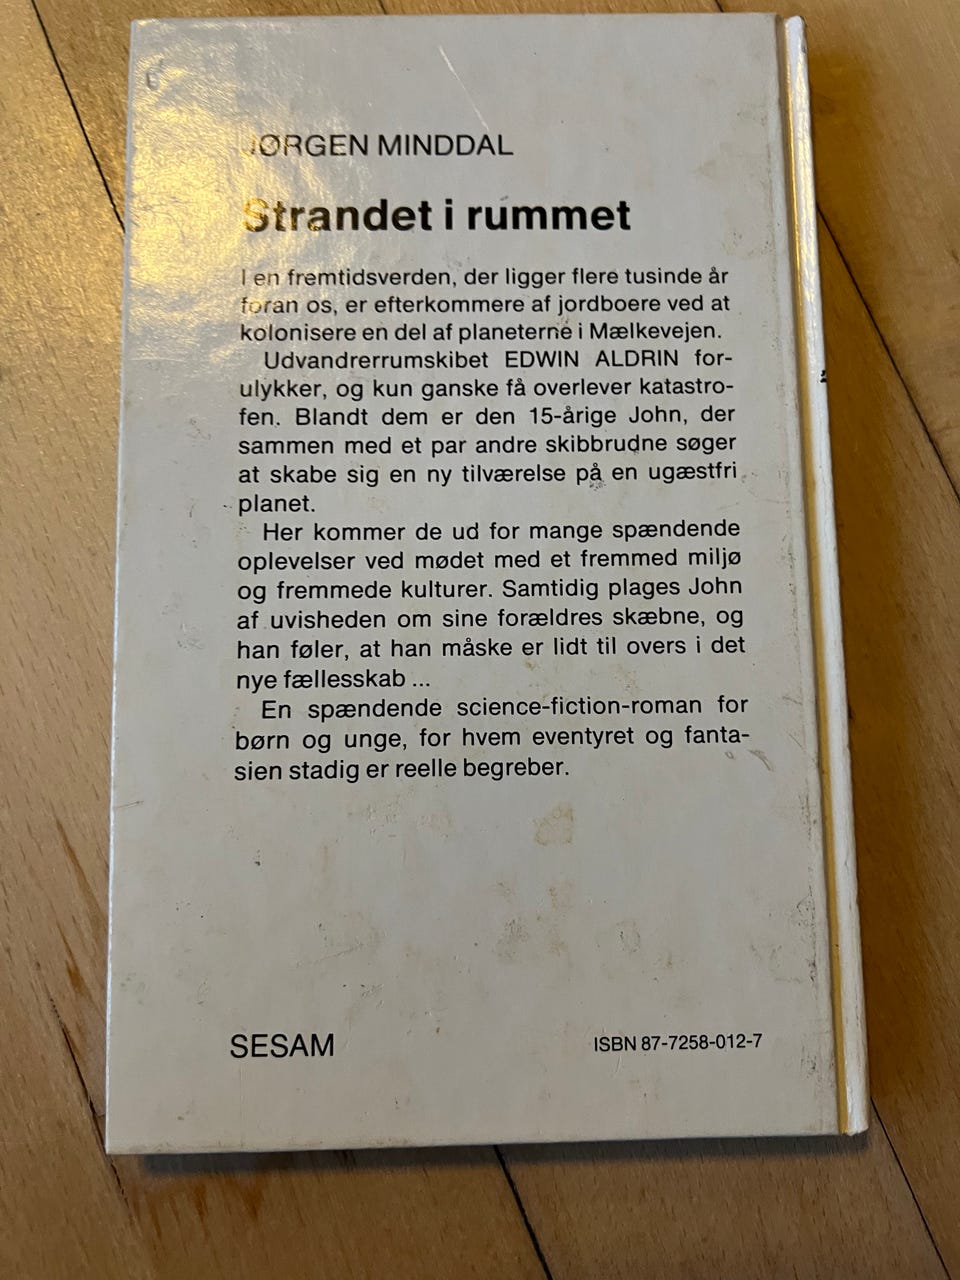 JØRGEN MINDDAL
Strandet i rummet
I en fremtidsverden, der ligger flere tusinde år
foran os, er efterkommere af jordboere ved at
kolonisere en del af planeterne i Mælkevejen.
Udvandrerrumskibet EDWIN ALDRIN for-
ulykker, og kun ganske få overlever katastro-
fen. Blandt dem er den 15-årige John, der
sammen med et par andre skibbrudne søger
at skabe sig en ny tilværelse på en ugæstfri
planet.
Her kommer de ud for mange spændende
oplevelser ved mødet med et fremmed miljø
og fremmede kulturer. Samtidig plages John
af uvisheden om sine forældres skæbne, og
han føler, at han måske er lidt til overs i det
nye fællesskab ...
En spændende science-fiction-roman for
børn og unge, for hvem eventyret og fanta-
sien stadig er reelle begreber.
SESAM
ISBN 87-7258-012-7